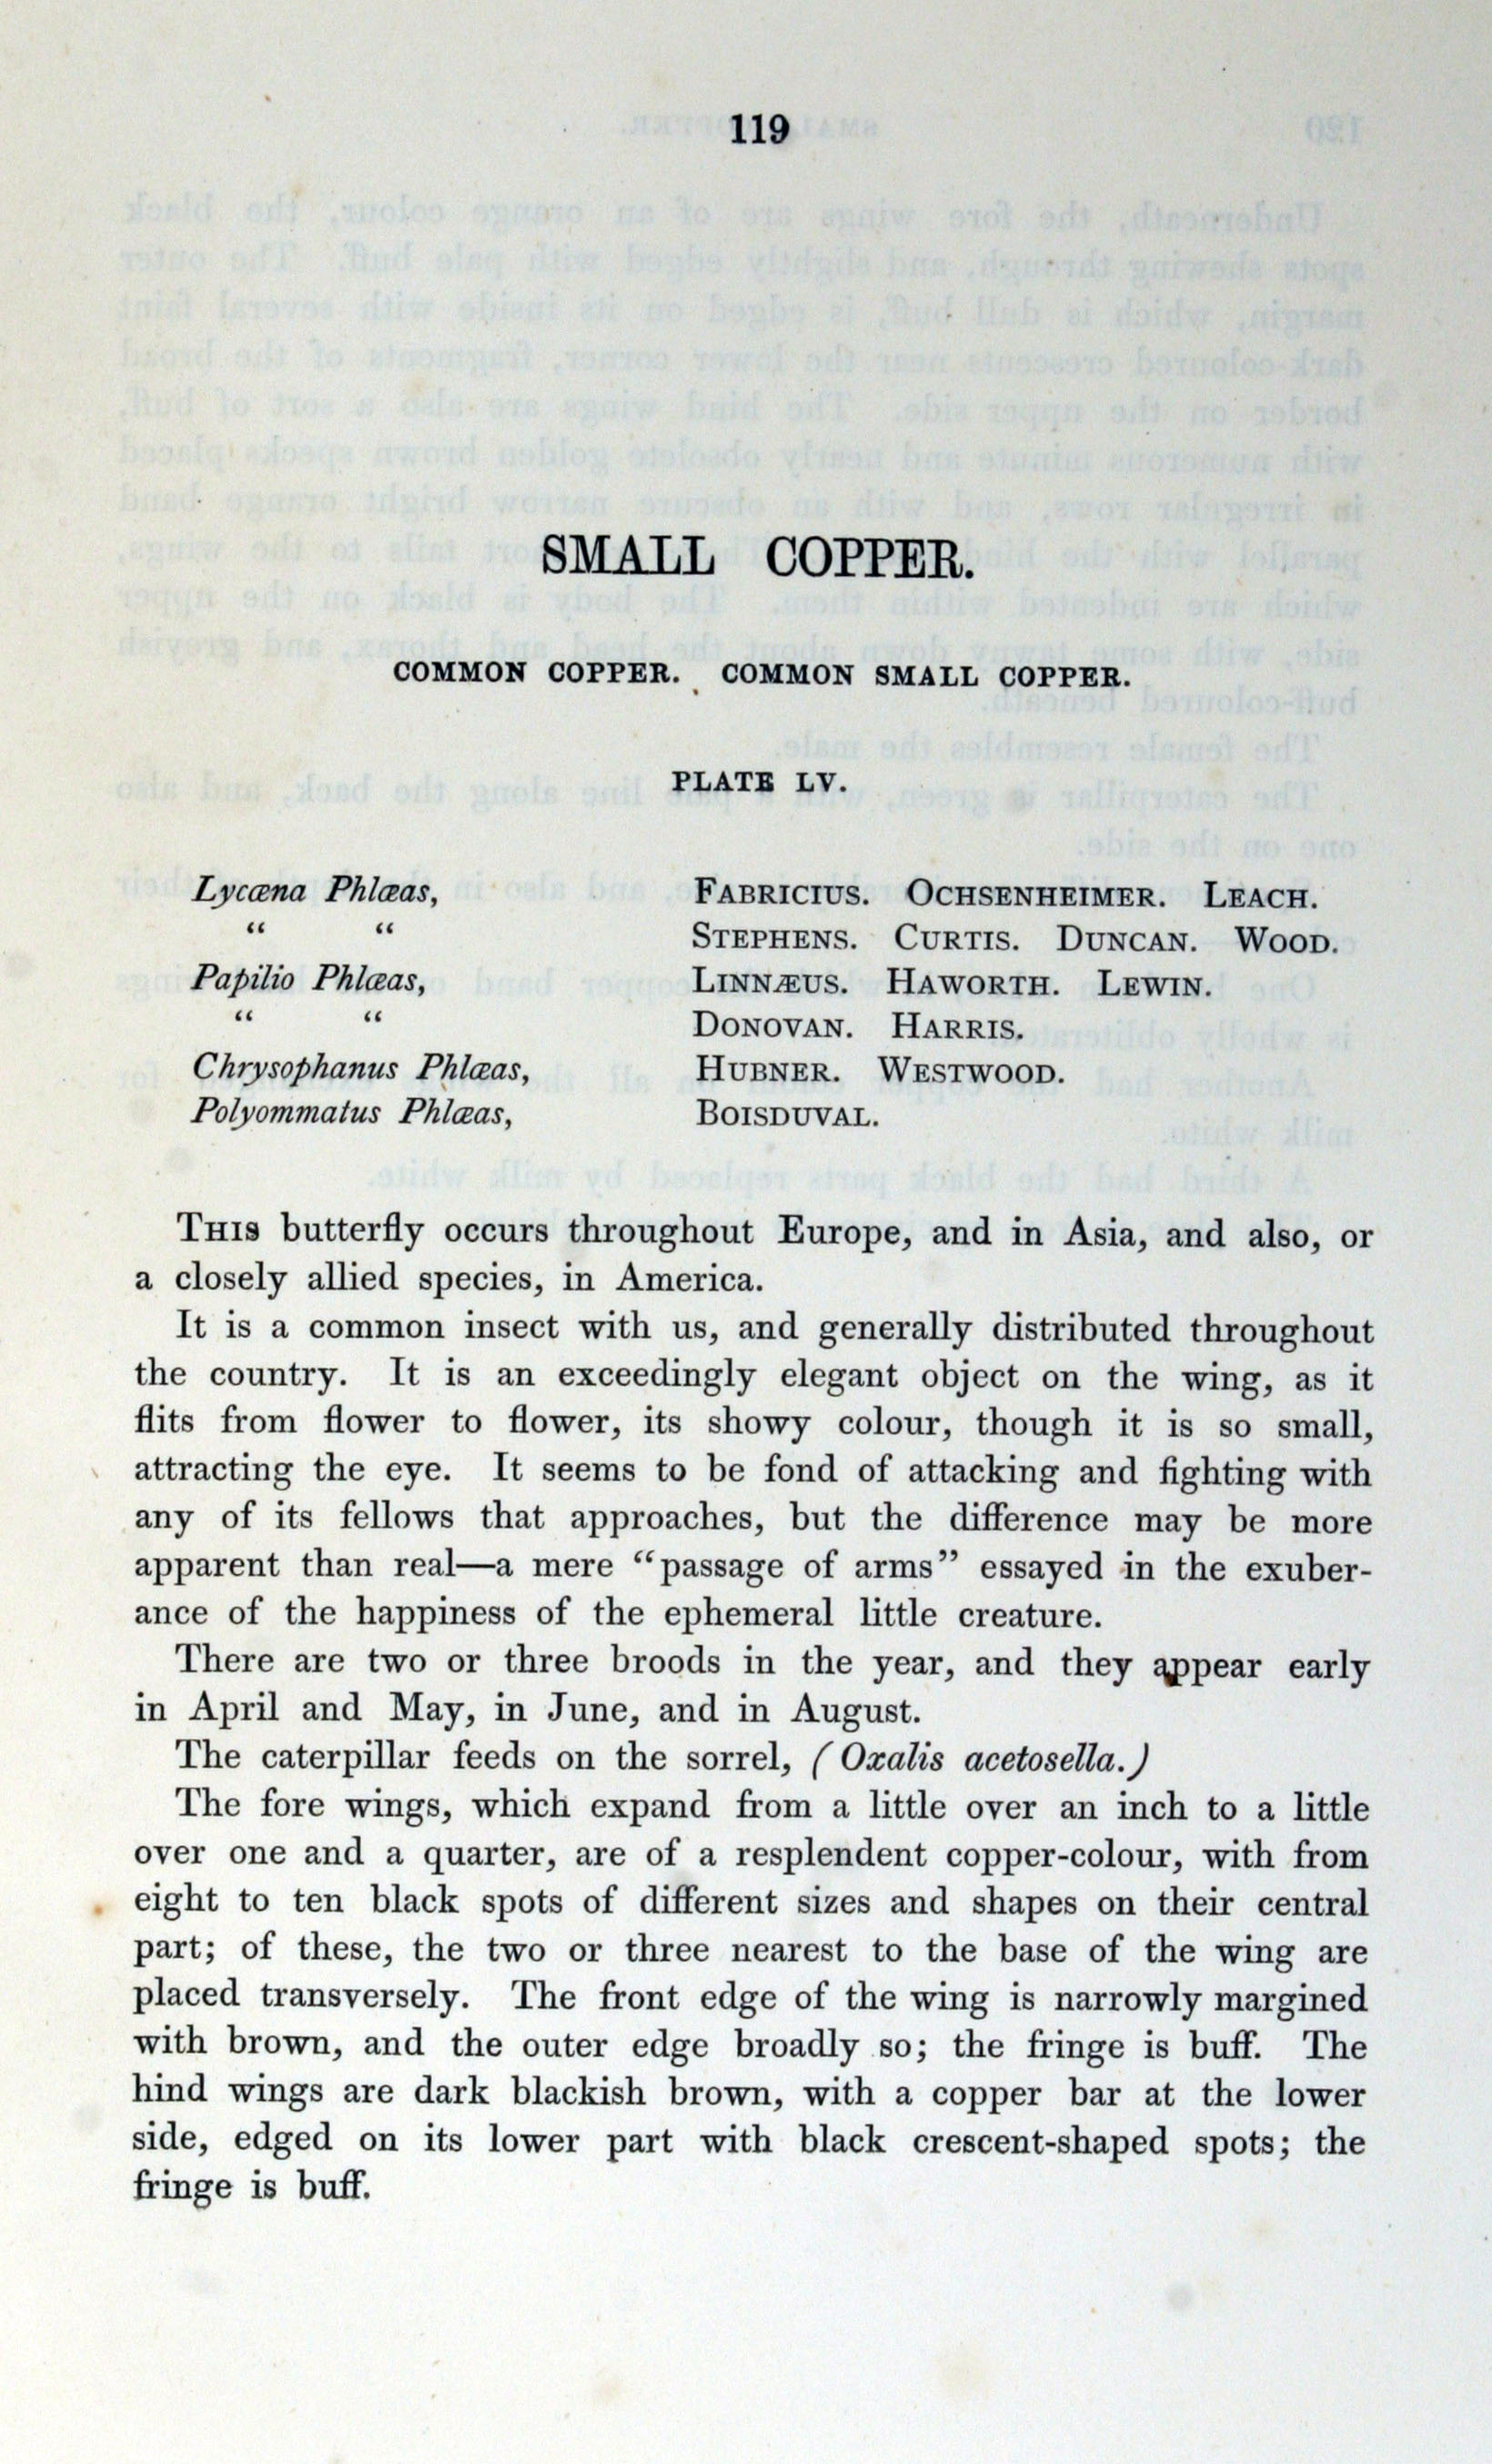 119
SMALL COPPER.
COMMON COPPER. COMMON SMALL COPPER.
PLATE LV.
Lycæna Phlæas, FABRICIUS. OCHSENHEIMER. LEACH.
“ “ STEPHENS. CURTIS. DUNCAN. WOOD.
Papilio Phlæas, LINNÆUS. HAWORTH. LEWIN.
“ “ DONOVAN. HARRIS.
Chrysophanus Phlæas, HUBNER. WESTWOOD.
Polyommatus Phlæas, BOISDUVAL.
THIS butterfly occurs throughout Europe, and in Asia, and also, or
a closely allied species, in America.
It is a common insect with us, and generally distributed throughout
the country. It is an exceedingly elegant object on the wing, as it
flits from flower to flower, its showy colour, though it is so small,
attracting the eye. It seems to be fond of attacking and fighting with
any of its fellows that approaches, but the difference may be more
apparent than real—a mere “passage of arms” essayed in the exuber-
ance of the happiness of the ephemeral little creature.
There are two or three broods in the year, and they appear early
in April and May, in June, and in August.
The caterpillar feeds on the sorrel, (Oxalis acetosella.)
The fore wings, which expand from a little over an inch to a little
over one and a quarter, are of a resplendent copper-colour, with from
eight to ten black spots of different sizes and shapes on their central
part; of these, the two or three nearest to the base of the wing are
placed transversely. The front edge of the wing is narrowly margined
with brown, and the outer edge broadly so; the fringe is buff. The
hind wings are dark blackish brown, with a copper bar at the lower
side, edged on its lower part with black crescent-shaped spots; the
fringe is buff.